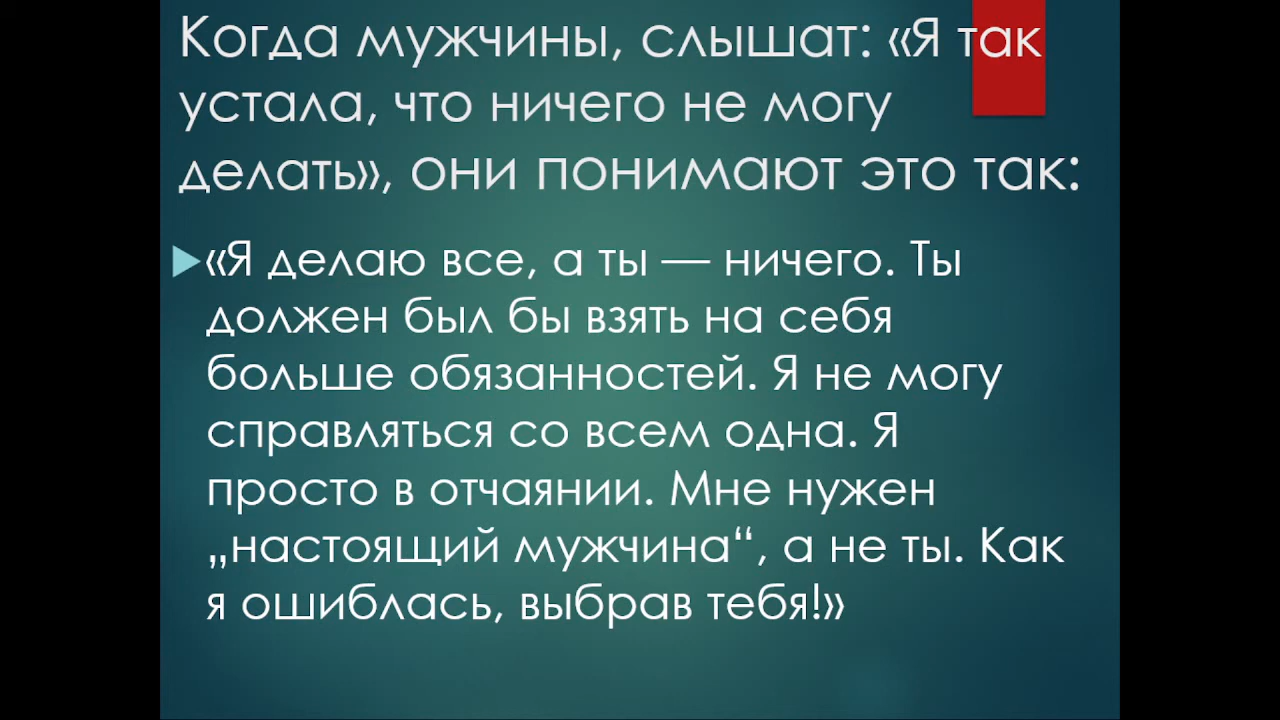 Когда мужчины, слышат: «Я так
устала, что ничего не могу
делать», они понимают это так:
«Я делаю все, а ты — ничего. Ты
должен был бы взять на себя
больше обязанностей. Я не могу
справляться со всем одна. Я
просто в отчаянии. Мне нужен
„настоящий мужчина“, а не ты. Как
я ошиблась, выбрав тебя!»